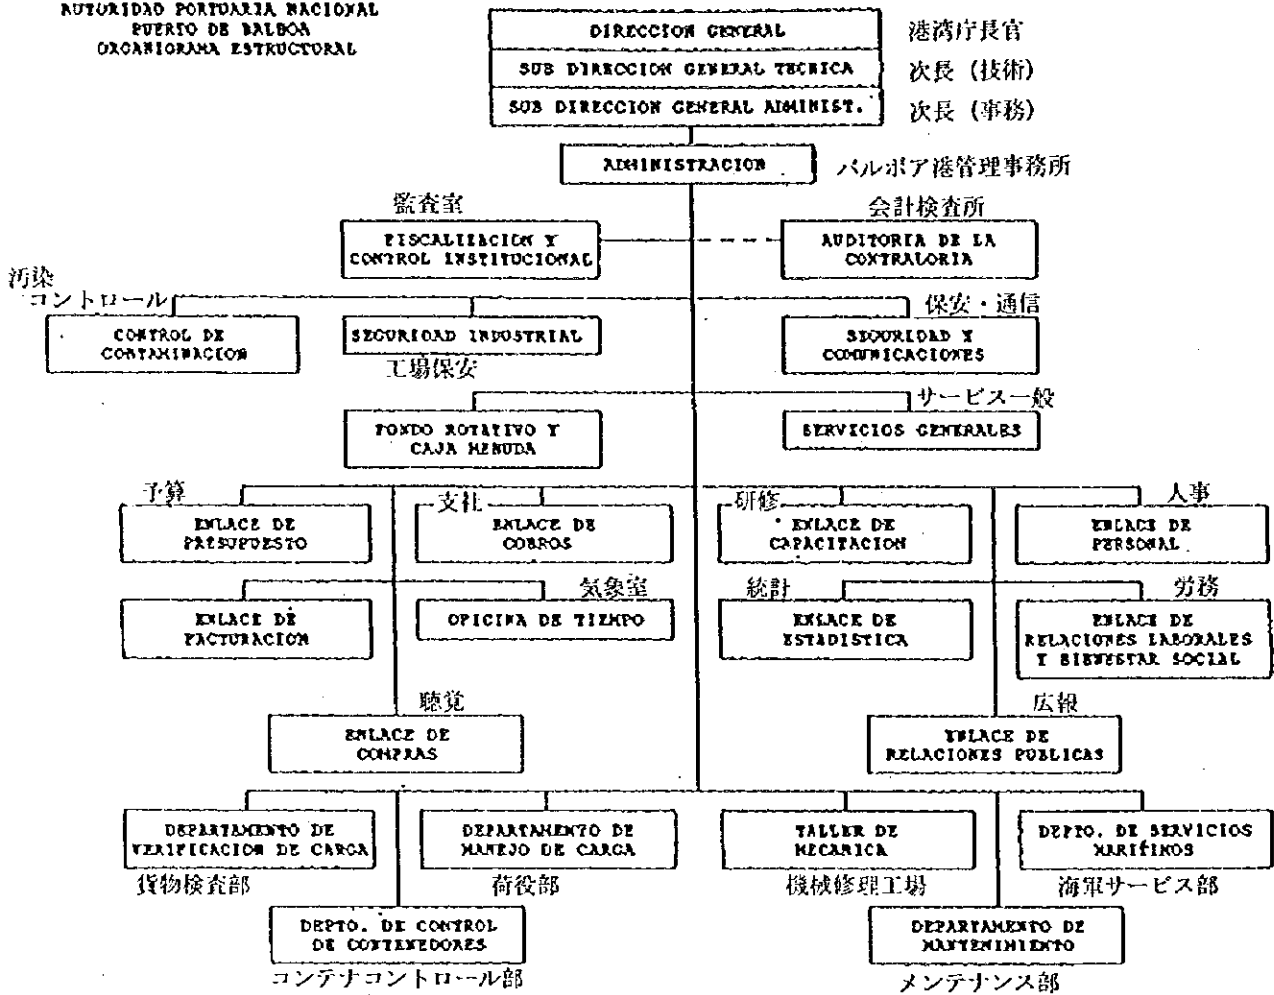 AUTORIDAD PORTUARIA NACIONAL
PUERTO DE BALBOA
ORGANIGRAMA ESTRUCTURAL
DIRECCION GENERAL
港湾庁長官
SUB DIRECCION GENERAL TECNICA
次長（技術）
SUB DIRECCION GENERAL ADMINIST.
次長（事務）
ADMINISTRACION
バルボア港管理事務所
監査室
会計検査所
FISCALIZACION Y
CONTROL INSTITUCIONAL
AUDITORIA DE LA
CONTRALORIA
汚染
コントロール
保安・通信
CONTROL DE
CONTAMINACION
SEGURIDAD INDUSTRIAL
工場保安
SEGURIDAD Y
COMUNICACIONES
サービス一般
FONDO ROTATIVO Y
CAJA MENUDA
SERVICIOS GENERALES
予算
支社
研修
人事
ENLACE DE
PRESUPUESTO
ENLACE DE
COBROS
ENLACE DE
CAPACITACION
ENLACE DE
PERSONAL
気象室
統計
労務
ENLACE DE
FACTURACION
OFICINA DE TIEMPO
ENLACE DE
ESTADISTICA
ENLACE DE
RELACIONES LABORALES
Y BIENESTAR SOCIAL
聴覚
広報
ENLACE DE
COMPRAS
ENLACE DE
RELACIONES PUBLICAS
DEPARTAMENTO DE
VERIFICACION DE CARGA
貨物検査部
DEPARTAMENTO DE
MANEJO DE CARGA
荷役部
TALLER DE
MECANICA
機械修理工場
DEPTO. DE SERVICIOS
MARITIMOS
海軍サービス部
DEPTO. DE CONTROL
DE CONTENEDORES
コンテナコントロール部
DEPARTAMENTO DE
MANTENIMIENTO
メンテナンス部